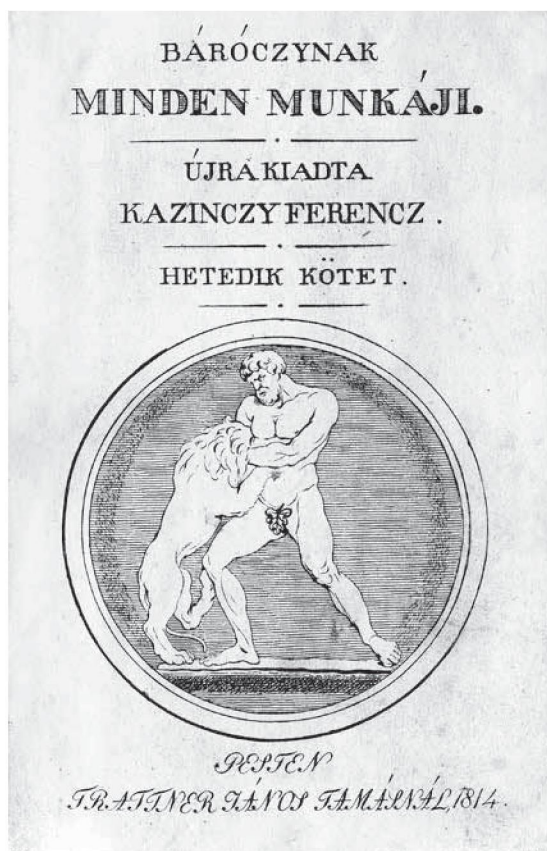 BÁRÓCZYNAK
MINDEN MUNKÁJI.
ÚJRA KIADTA
KAZINCZY FERENCZ.
HETEDIK KÖTET.
PESTEN
TRATTNER JÁNOS TAMÁSNÁL, 1814.